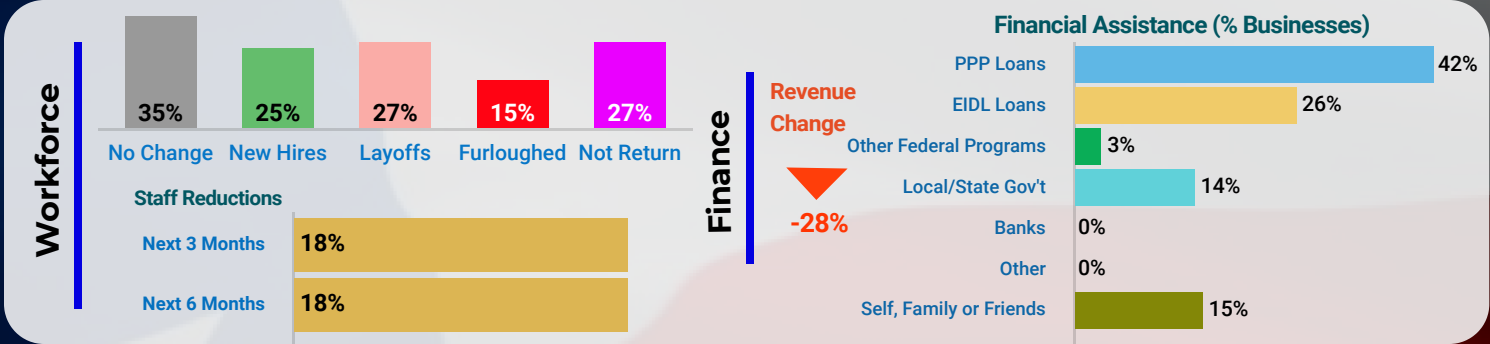 Workforce
35% 25% 27% 15% 27%
No Change New Hires Layoffs Furloughed Not Return
Staff Reductions
Next 3 Months 18%
Next 6 Months 18%
Finance
Revenue
Change
-28%
Financial Assistance (% Businesses)
PPP Loans 42%
EIDL Loans 26%
Other Federal Programs 3%
Local/State Gov't 14%
Banks 0%
Other 0%
Self, Family or Friends 15%